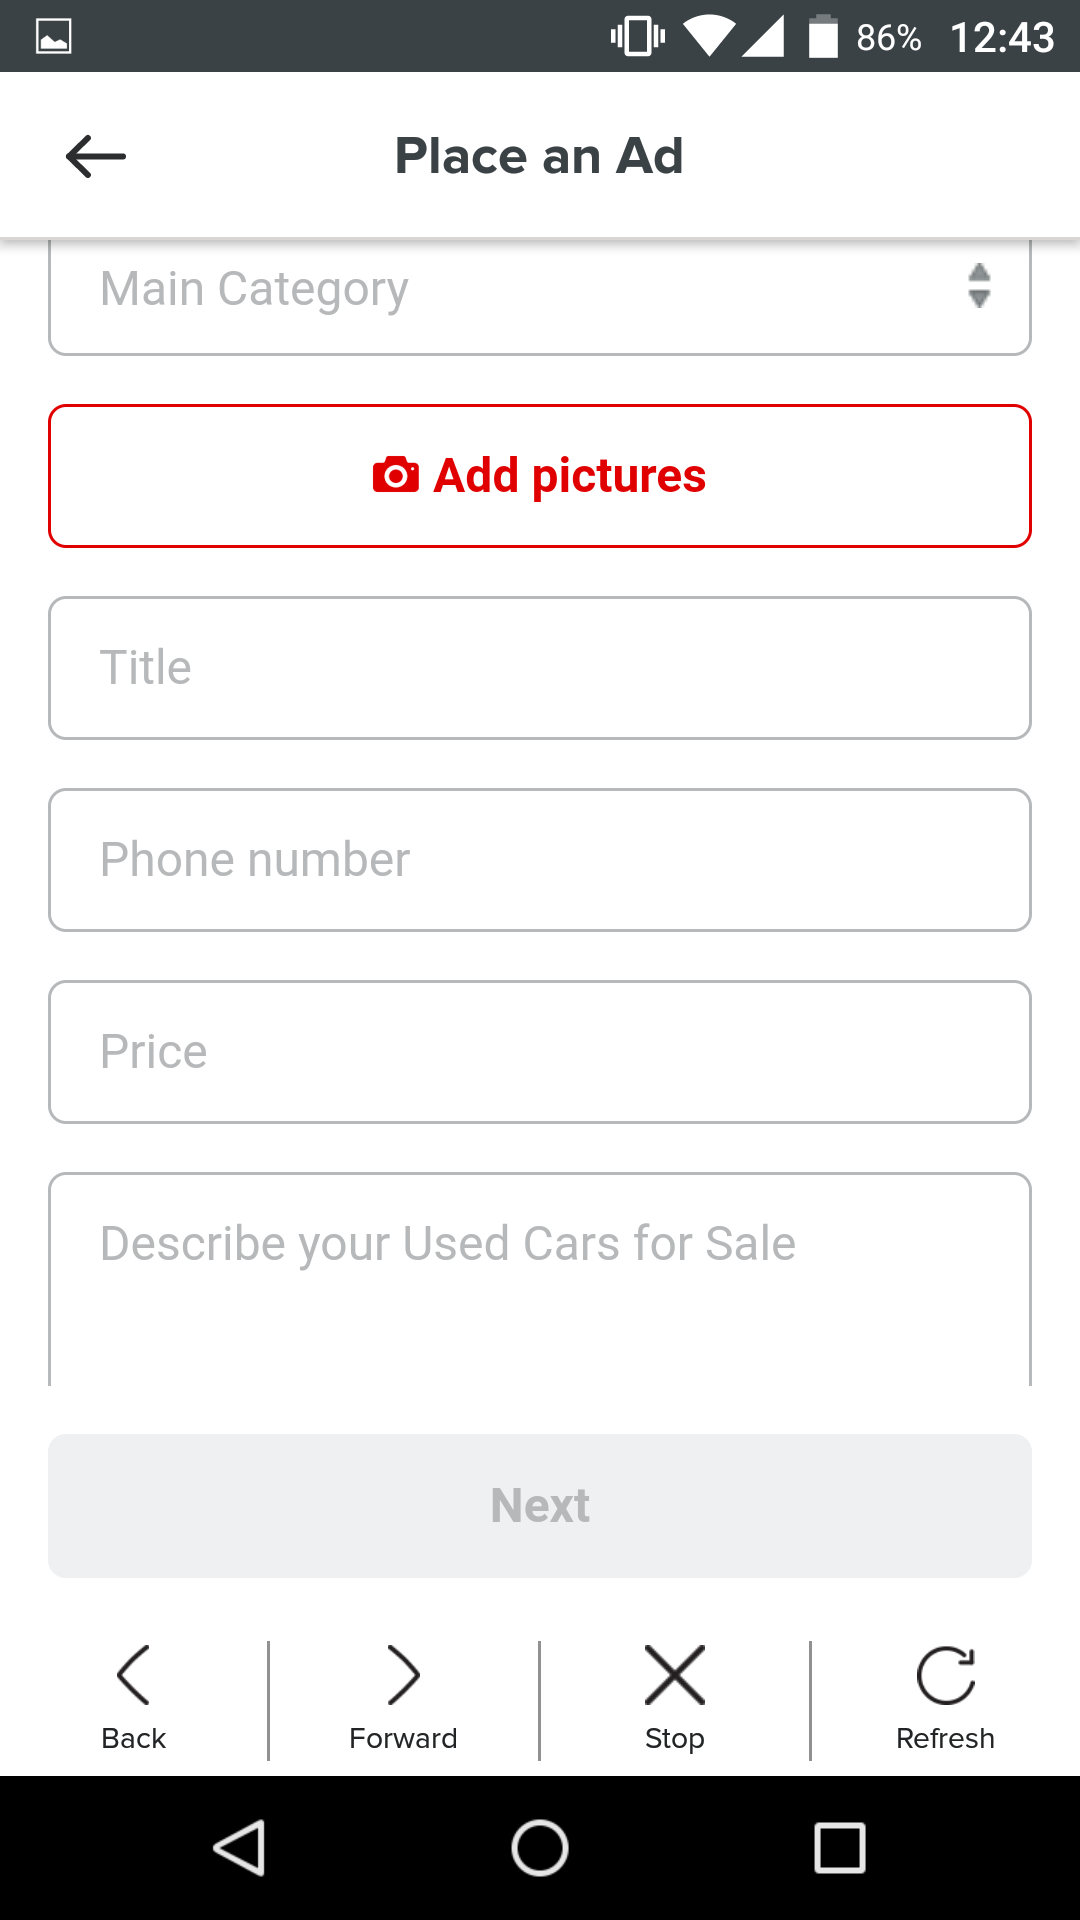 86% 12:43
Place an Ad
Main Category
Add pictures
Title
Phone number
Price
Describe your Used Cars for Sale
Next
Back Forward Stop Refresh